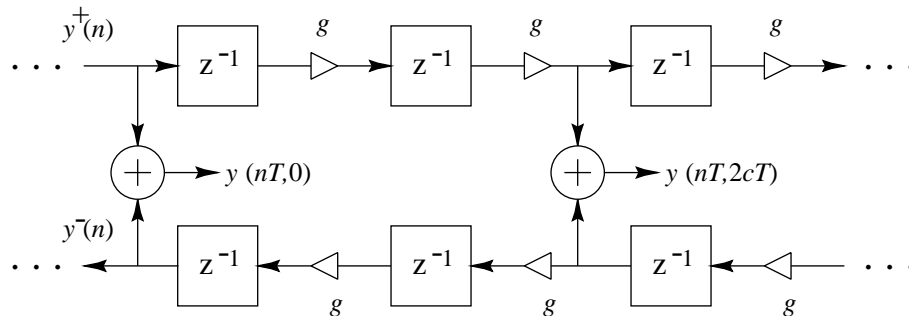 y⁺(n) g g g
. . . z⁻¹ z⁻¹ z⁻¹ . . .
+ y (nT,0) + y (nT,2cT)
y⁻(n)
. . . z⁻¹ z⁻¹ z⁻¹ . . .
g g g